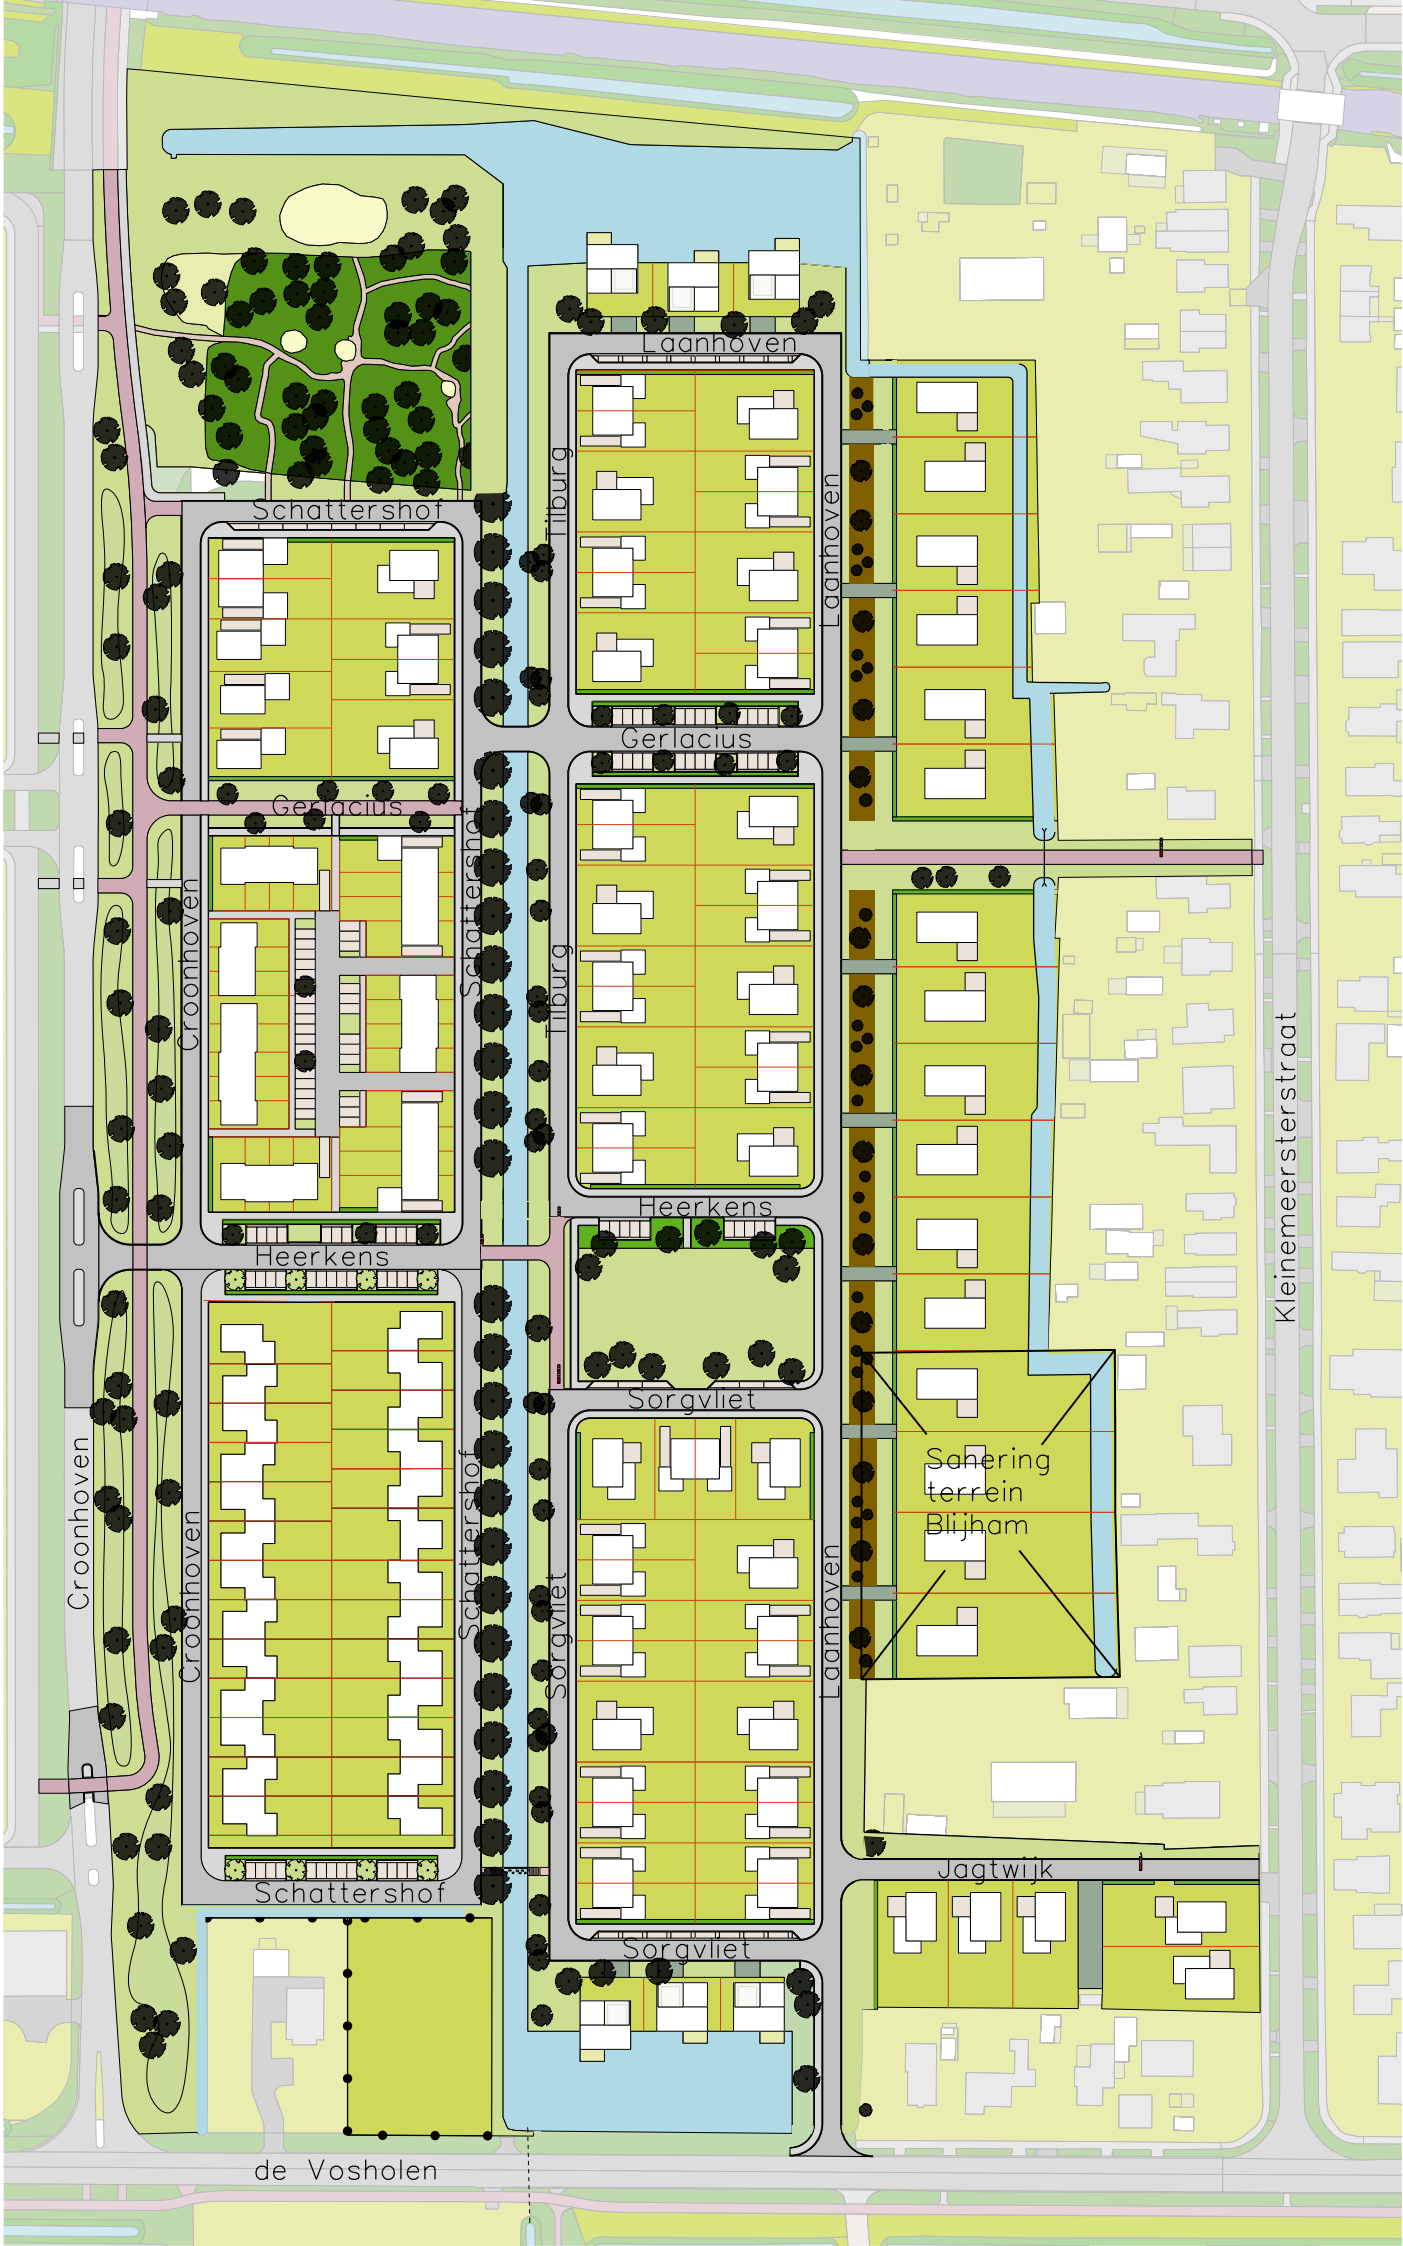 Laanhoven
Schattershof
Tilburg
Laanhoven
Gerlacius
Gerlacius
Schattershof
Croonhoven
Tilburg
Kleinemeersterstraat
Heerkens
Heerkens
Sorgvliet
Croonhoven
Croonhoven
Schattershof
Sorgvliet
Laanhoven
Sanering
terrein
Blijham
Jagtwijk
Schattershof
Sorgvliet
de Vosholen